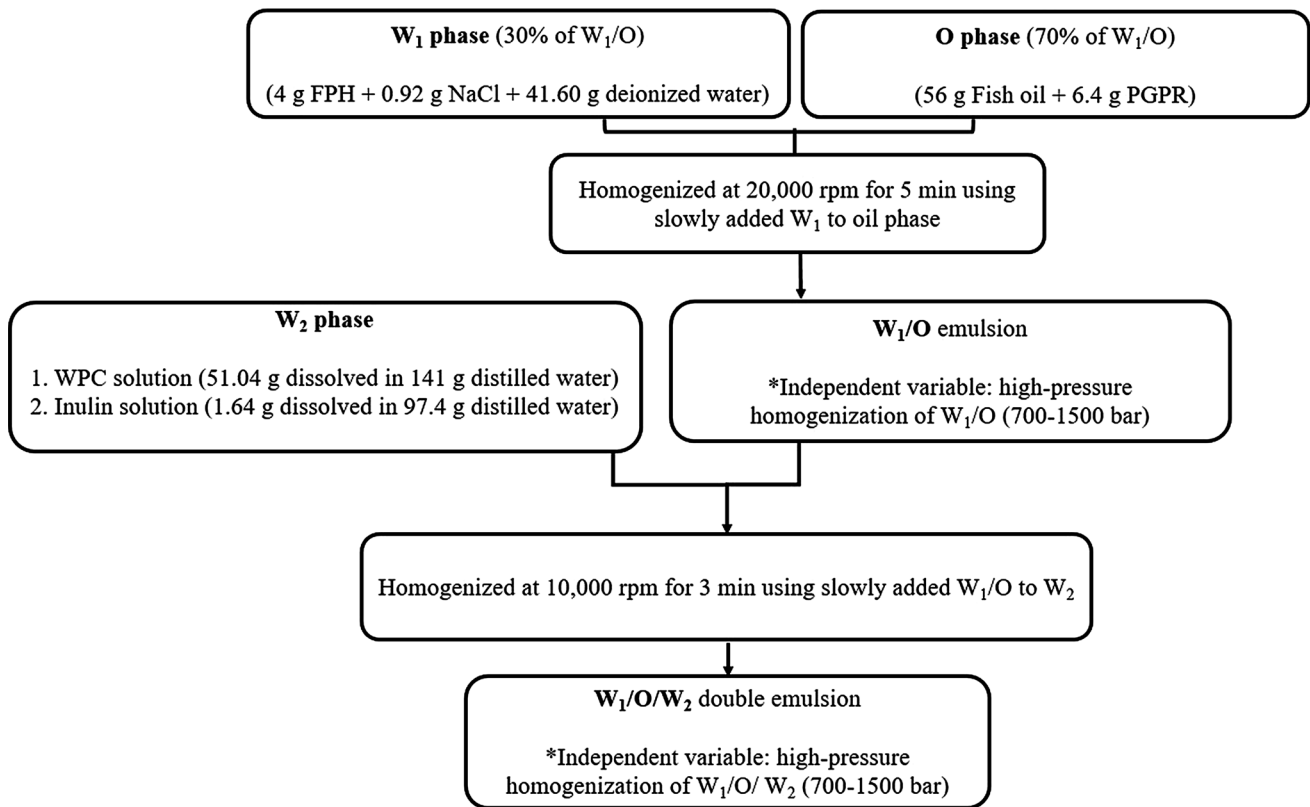 W₁ phase (30% of W₁/O)
(4 g FPH + 0.92 g NaCl + 41.60 g deionized water)
O phase (70% of W₁/O)
(56 g Fish oil + 6.4 g PGPR)
Homogenized at 20,000 rpm for 5 min using
slowly added W₁ to oil phase
W₂ phase
1. WPC solution (51.04 g dissolved in 141 g distilled water)
2. Inulin solution (1.64 g dissolved in 97.4 g distilled water)
W₁/O emulsion
*Independent variable: high-pressure
homogenization of W₁/O (700-1500 bar)
Homogenized at 10,000 rpm for 3 min using slowly added W₁/O to W₂
W₁/O/W₂ double emulsion
*Independent variable: high-pressure
homogenization of W₁/O/ W₂ (700-1500 bar)